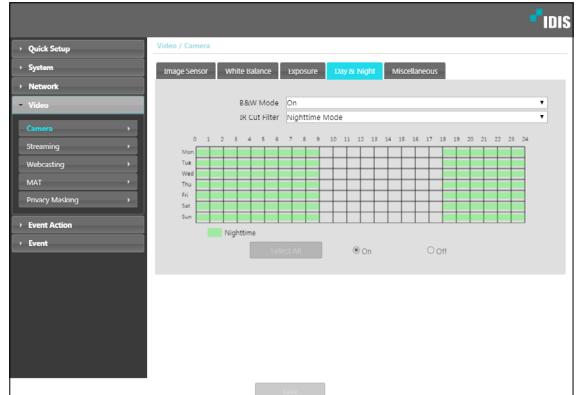 IDIS
Quick Setup
System
Network
Video
Camera
Streaming
Webcasting
MAT
Privacy Masking
Event Action
Event
Video / Camera
Image Sensor White Balance Exposure Day & Night Miscellaneous
B&W Mode On
IR Cut Filter Nighttime Mode
0 1 2 3 4 5 6 7 8 9 10 11 12 13 14 15 16 17 18 19 20 21 22 23 24
Mon
Tue
Wed
Thu
Fri
Sat
Sun
Nighttime
Select All On Off
Save